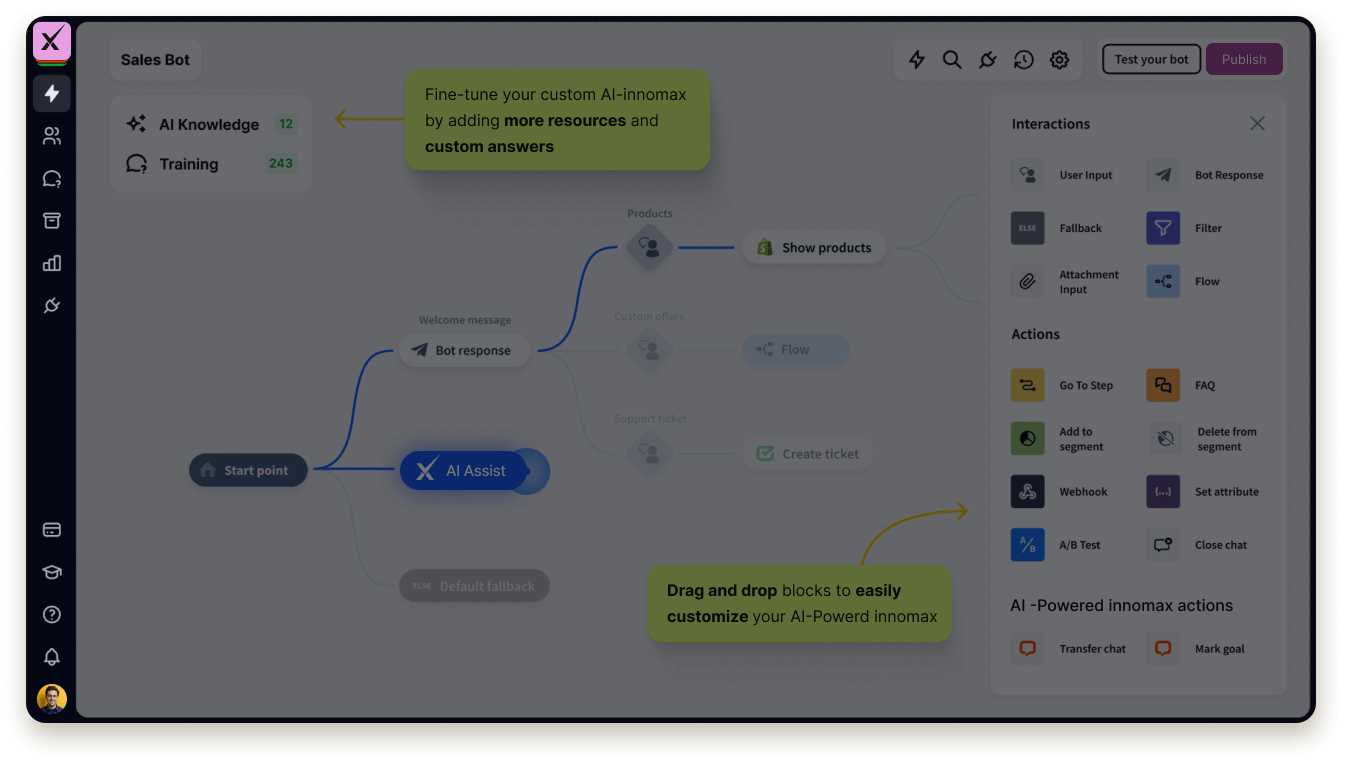 Sales Bot
Test your bot
Publish
AI Knowledge 12
Training 243
Fine-tune your custom AI-innomax
by adding more resources and
custom answers
Products
Show products
Welcome message
Bot response
Custom offers
Flow
Support ticket
Create ticket
Start point
AI Assist
ELSE Default fallback
Drag and drop blocks to easily
customize your AI-Powerd innomax
Interactions
User Input
Bot Response
ELSE Fallback
Filter
Attachment
Input
Flow
Actions
Go To Step
FAQ
Add to
segment
Delete from
segment
Webhook
{...} Set attribute
A/B A/B Test
Close chat
AI -Powered innomax actions
Transfer chat
Mark goal